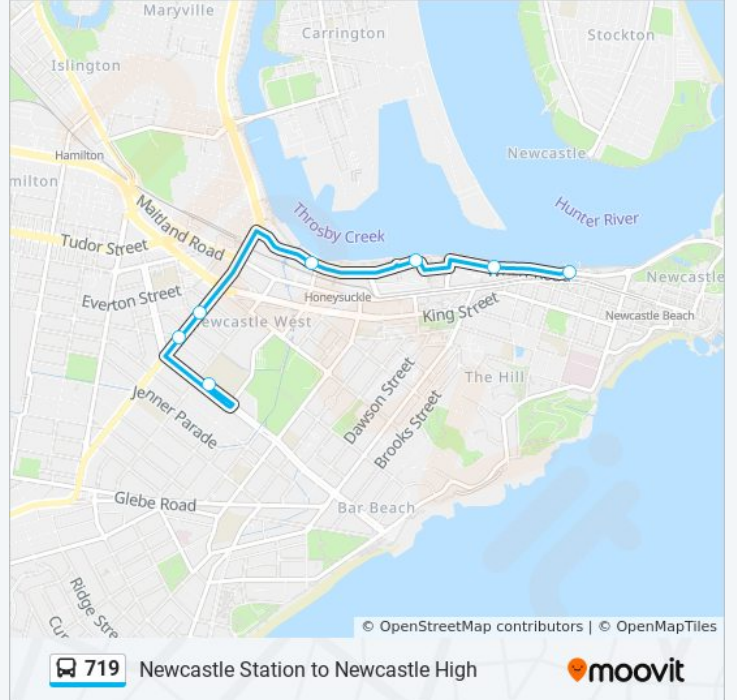 Maryville
Carrington
Stockton
Islington
Hamilton
Newcastle
milton
Maitland Road
Throsby Creek
Hunter River
Tudor Street
Newcastle
Everton Street
Honeysuckle
King Street
Newcastle Beach
ewcastle West
The Hill
Jenner Parade
Dawson Street
Brooks Street
Glebe Road
Bar Beach
Ridge Stre
© OpenStreetMap contributors | © OpenMapTiles
719 Newcastle Station to Newcastle High
moovit